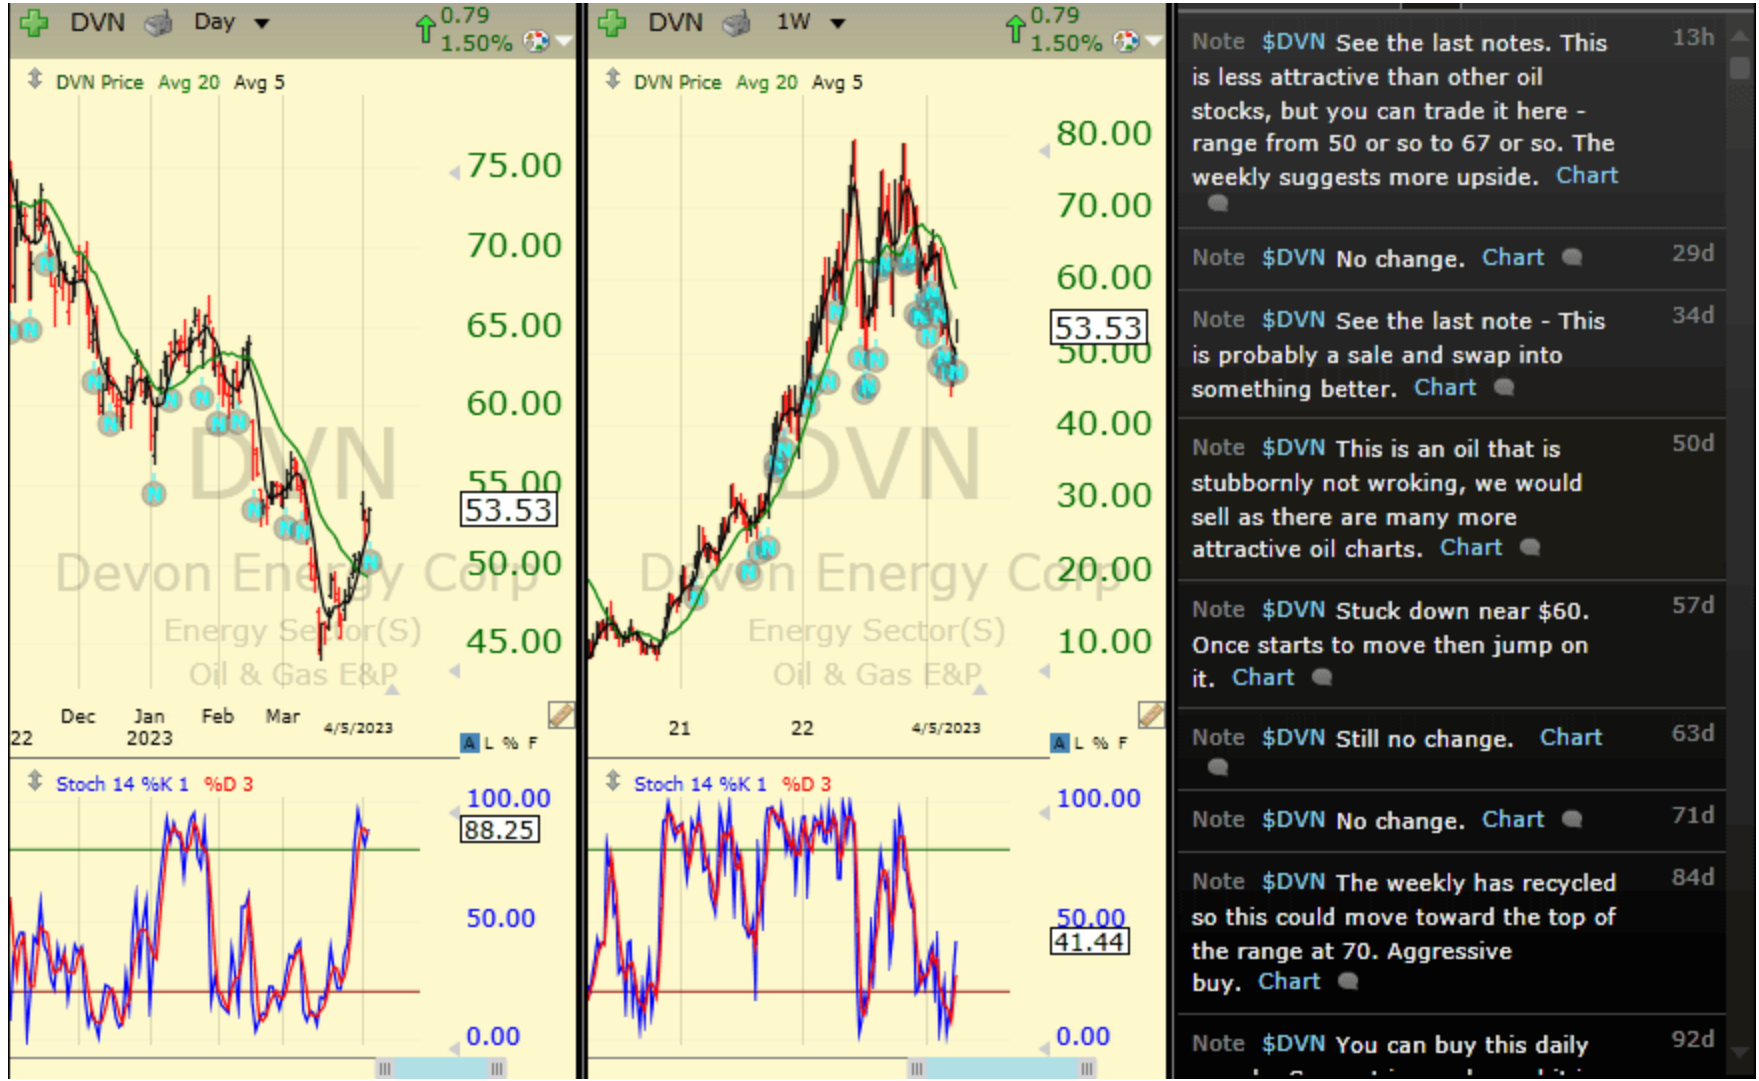 DVN Day 0.79
1.50%
DVN Price Avg 20 Avg 5
75.00
70.00
65.00
60.00
55.00
53.53
50.00
45.00
DVN
Devon Energy Corp
Energy Sector(S)
Oil & Gas E&P
Dec Jan Feb Mar
22 2023 4/5/2023
A L % F
Stoch 14 %K 1 %D 3
100.00
88.25
50.00
0.00
DVN 1W 0.79
1.50%
DVN Price Avg 20 Avg 5
80.00
70.00
60.00
53.53
50.00
40.00
30.00
20.00
10.00
DVN
Devon Energy Corp
Energy Sector(S)
Oil & Gas E&P
21 22 4/5/2023
A L % F
Stoch 14 %K 1 %D 3
100.00
50.00
41.44
0.00
Note $DVN See the last notes. This 13h
is less attractive than other oil
stocks, but you can trade it here -
range from 50 or so to 67 or so. The
weekly suggests more upside. Chart
Note $DVN No change. Chart 29d
Note $DVN See the last note - This 34d
is probably a sale and swap into
something better. Chart
Note $DVN This is an oil that is 50d
stubbornly not wroking, we would
sell as there are many more
attractive oil charts. Chart
Note $DVN Stuck down near $60. 57d
Once starts to move then jump on
it. Chart
Note $DVN Still no change. Chart 63d
Note $DVN No change. Chart 71d
Note $DVN The weekly has recycled 84d
so this could move toward the top of
the range at 70. Aggressive
buy. Chart
Note $DVN You can buy this daily 92d